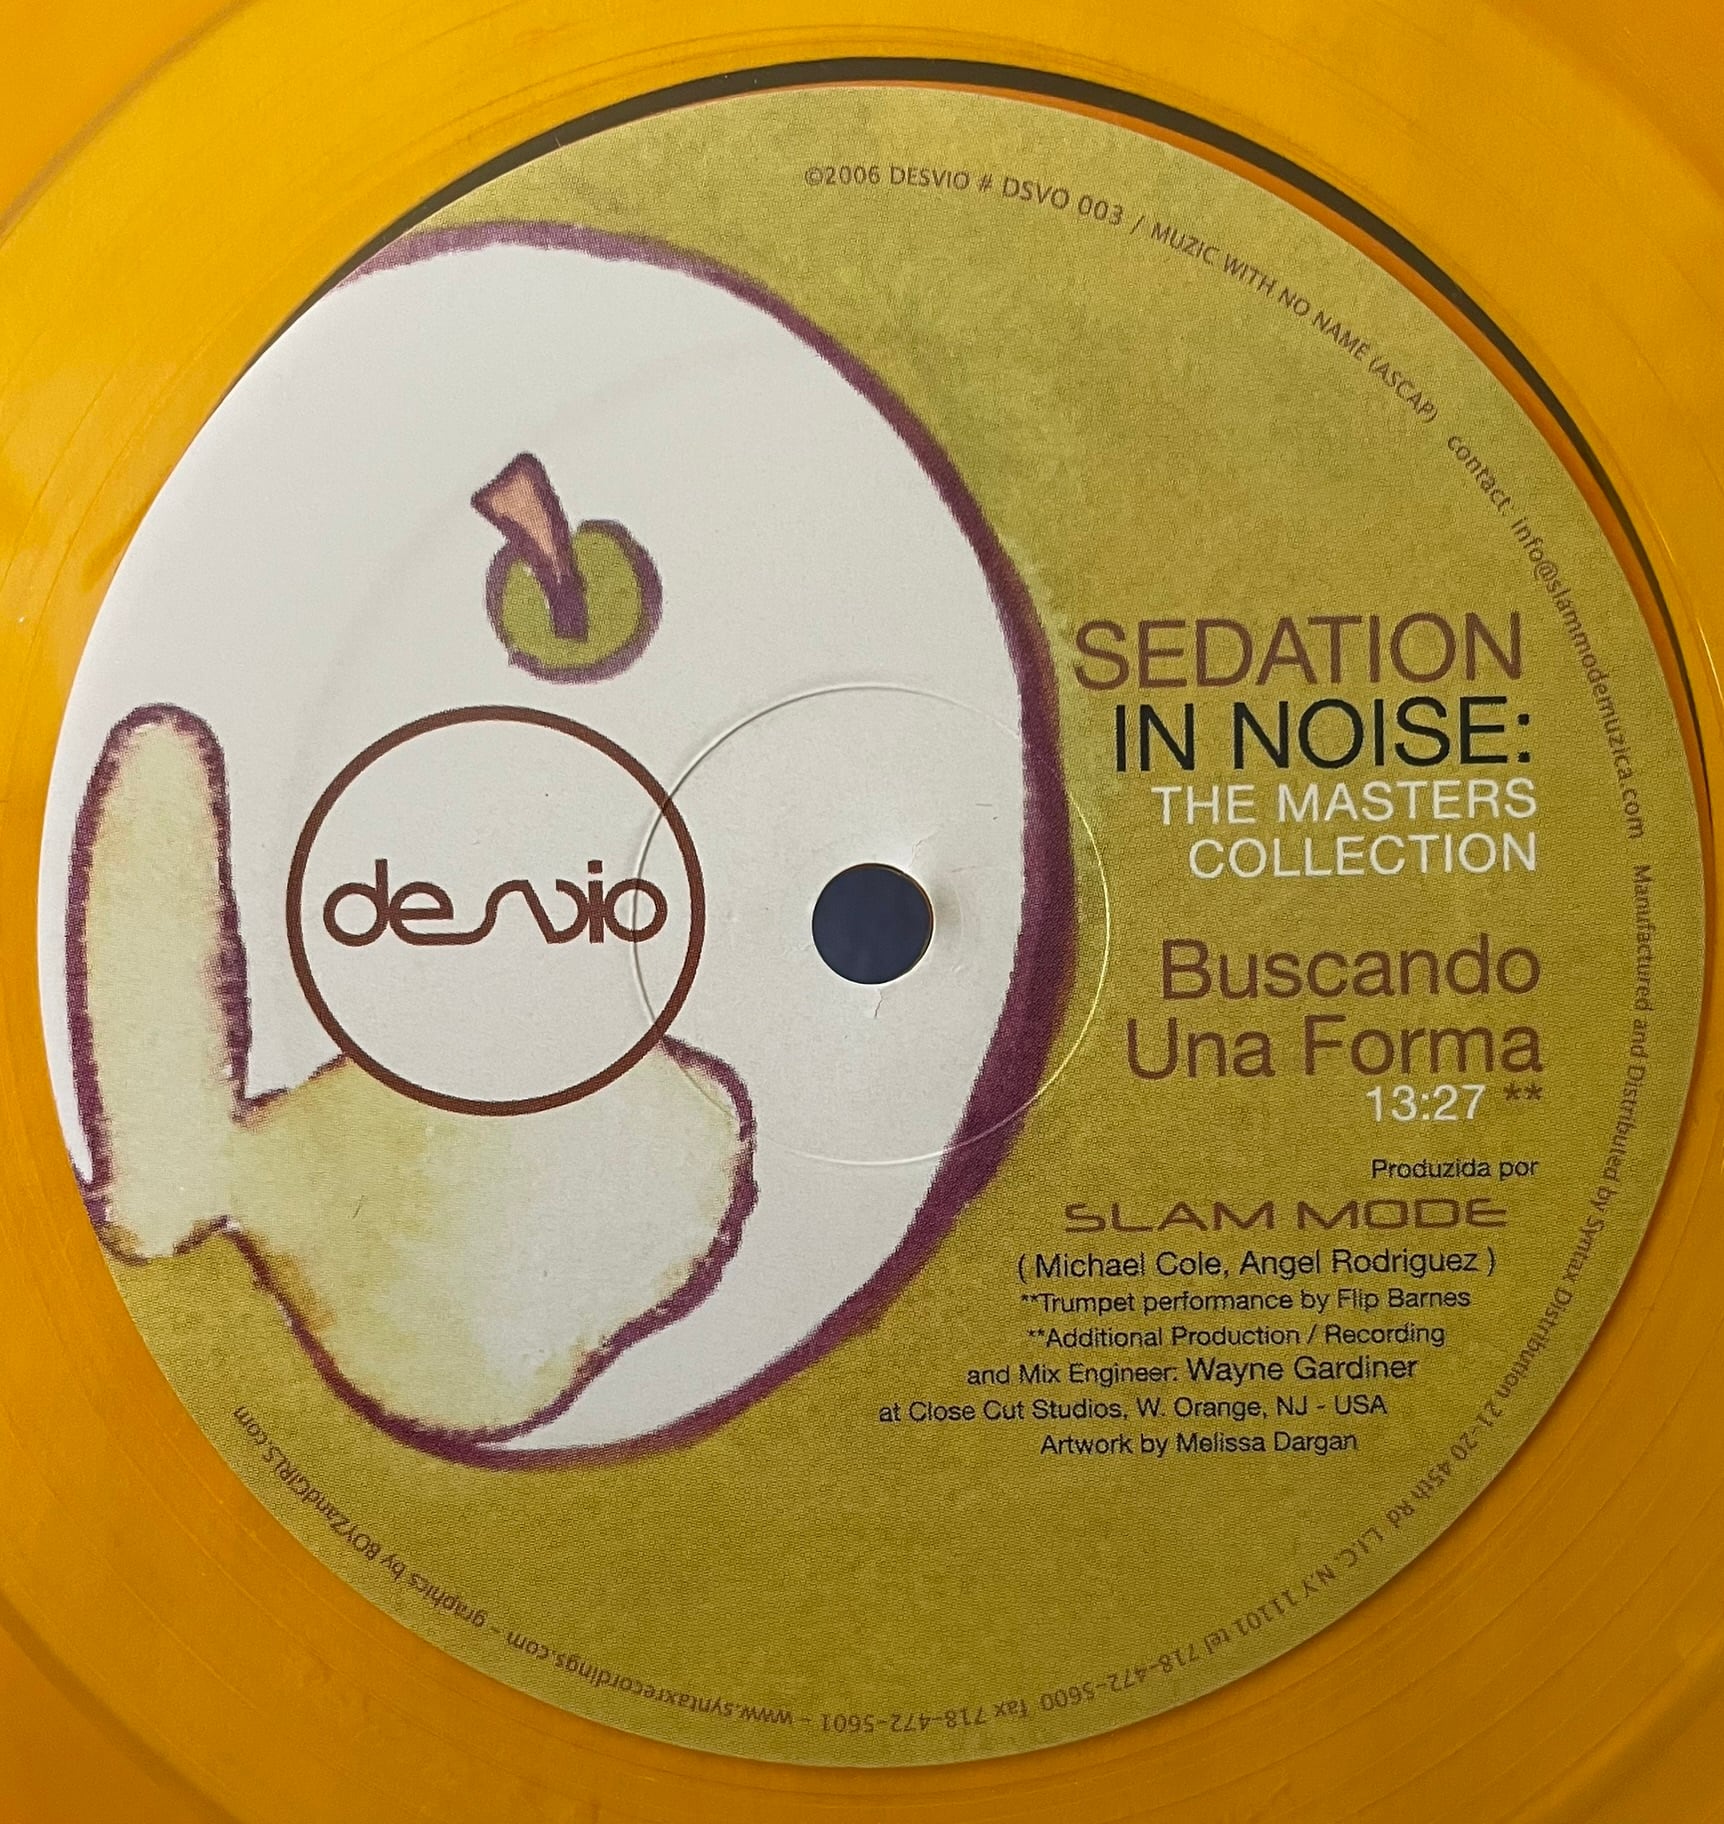 ©2006 DESVIO # DSVO 003 / MUZIC WITH NO NAME (ASCAP) contact: info@slammodemuzica.com Manufactured and Distributed by Syntax Distribution 21-20 45th Rd L.I.C. N.Y 11101 tel 718-472-5600 fax 718-472-5601 - www.syntaxrecordings.com - graphics by BOYZandGIRLS.com
desvio
SEDATION
IN NOISE:
THE MASTERS
COLLECTION
Buscando
Una Forma
13:27 **
Produzida por
SLAM MODE
( Michael Cole, Angel Rodriguez )
**Trumpet performance by Flip Barnes
**Additional Production / Recording
and Mix Engineer: Wayne Gardiner
at Close Cut Studios, W. Orange, NJ - USA
Artwork by Melissa Dargan